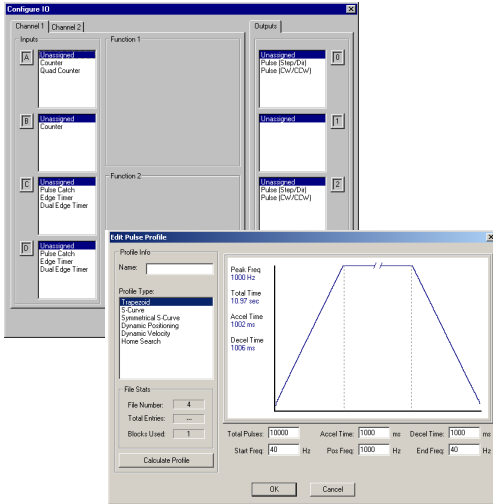 Configure IO
Channel 1 Channel 2 Outputs
Inputs Function 1
A
Unassigned
Counter
Quad Counter
Unassigned
Pulse (Step/Dir)
Pulse (CW/CCW)
0
B
Unassigned
Counter
Unassigned
1
Function 2
C
Unassigned
Pulse Catch
Edge Timer
Dual Edge Timer
Unassigned
Pulse (Step/Dir)
Pulse (CW/CCW)
2
D
Unassigned
Pulse Catch
Edge Timer
Dual Edge Timer
Edit Pulse Profile
Profile Info
Name:
Profile Type:
Trapezoid
S-Curve
Symmetrical S-Curve
Dynamic Positioning
Dynamic Velocity
Home Search
File Stats
File Number: 4
Total Entries: ---
Blocks Used: 1
Calculate Profile
Peak Freq
1000 Hz
Total Time
10.97 sec
Accel Time
1002 ms
Decel Time
1006 ms
Total Pulses: 10000 Accel Time: 1000 ms Decel Time: 1000 ms
Start Freq: 40 Hz Pos Freq: 1000 Hz End Freq: 40 Hz
OK Cancel